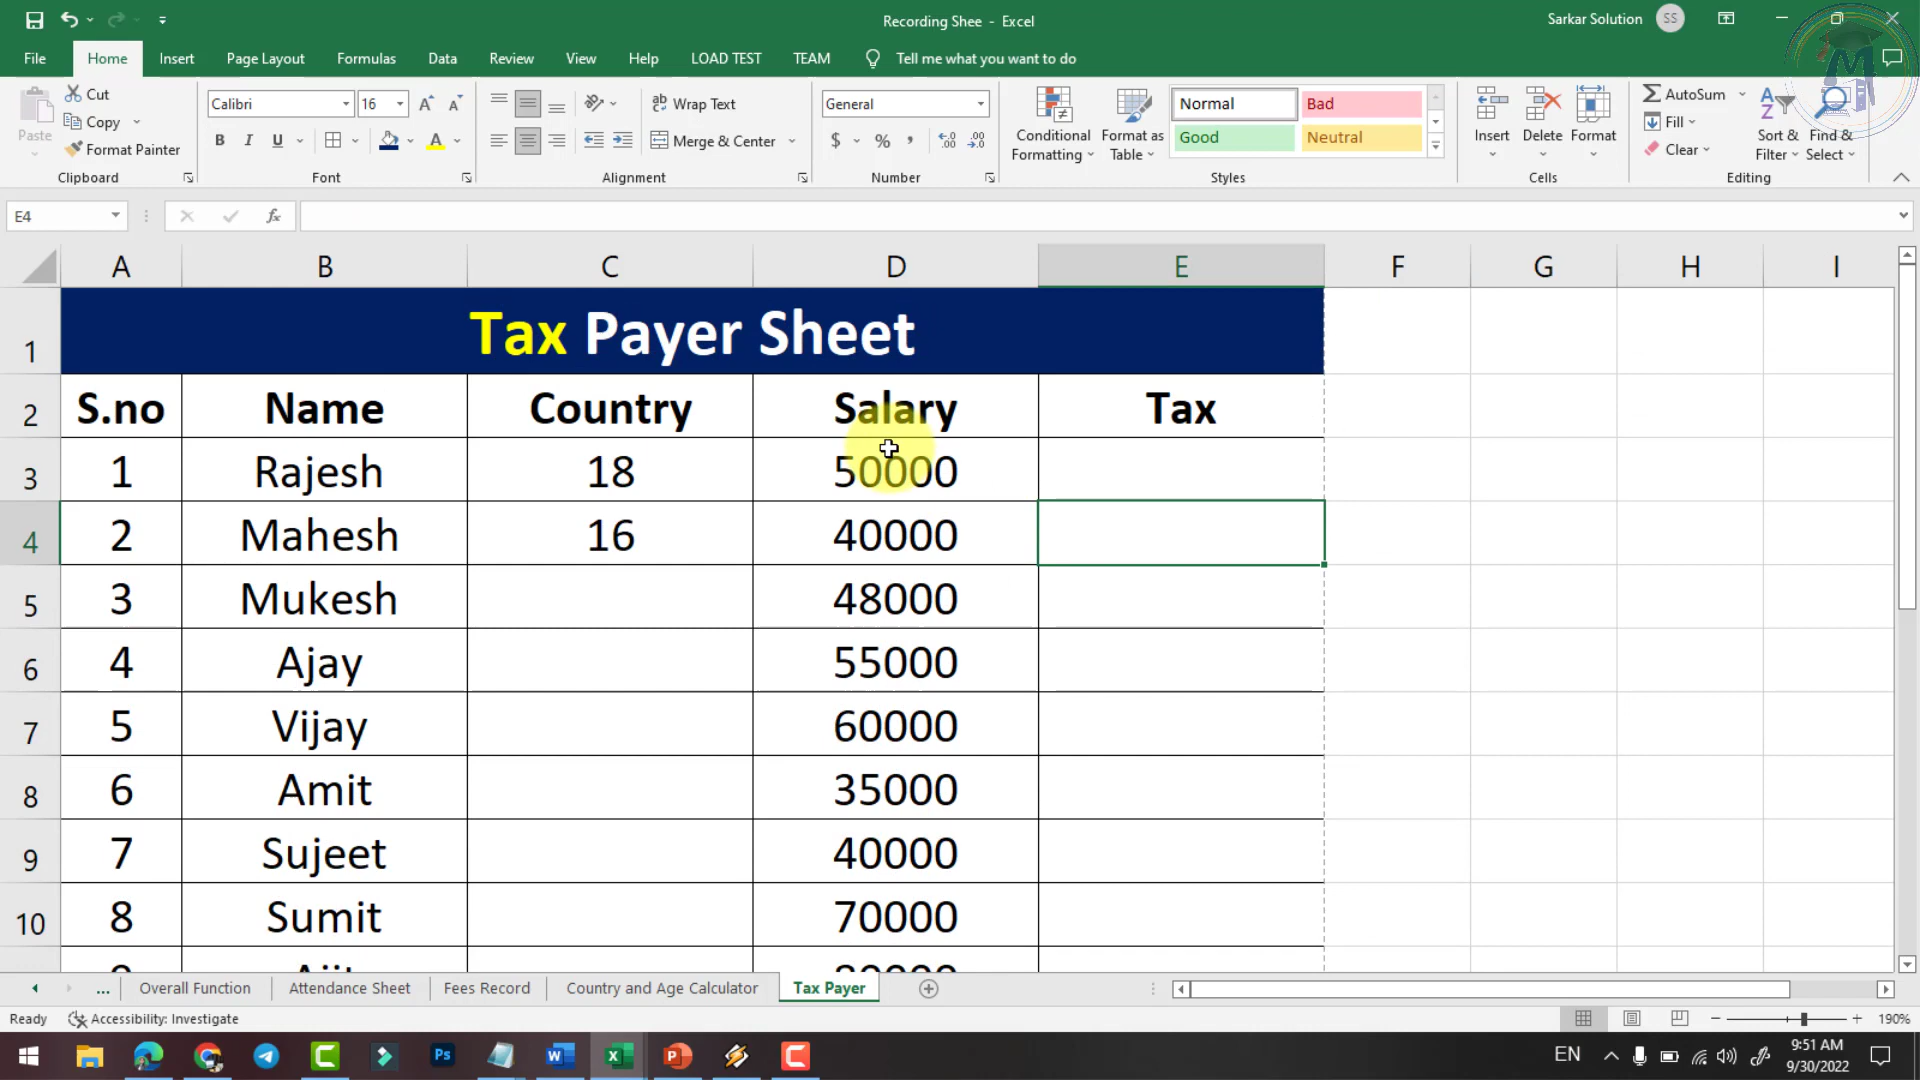 Recording Shee - Excel
Sarkar Solution SS
File Home Insert Page Layout Formulas Data Review View Help LOAD TEST TEAM Tell me what you want to do
Paste
Cut
Copy
Format Painter
Clipboard
Calibri 16
B I U
Font
Wrap Text
Merge & Center
Alignment
General
$ % ,
Number
Conditional Formatting
Format as Table
Normal Bad
Good Neutral
Styles
Insert Delete Format
Cells
AutoSum
Fill
Clear
Sort & Filter
Find & Select
Editing
E4 fx
A B C D E F G H I
1 Tax Payer Sheet
2 S.no Name Country Salary Tax
3 1 Rajesh 18 50000
4 2 Mahesh 16 40000
5 3 Mukesh 48000
6 4 Ajay 55000
7 5 Vijay 60000
8 6 Amit 35000
9 7 Sujeet 40000
10 8 Sumit 70000
... Overall Function Attendance Sheet Fees Record Country and Age Calculator Tax Payer
Ready Accessibility: Investigate 190%
EN 9:51 AM
9/30/2022